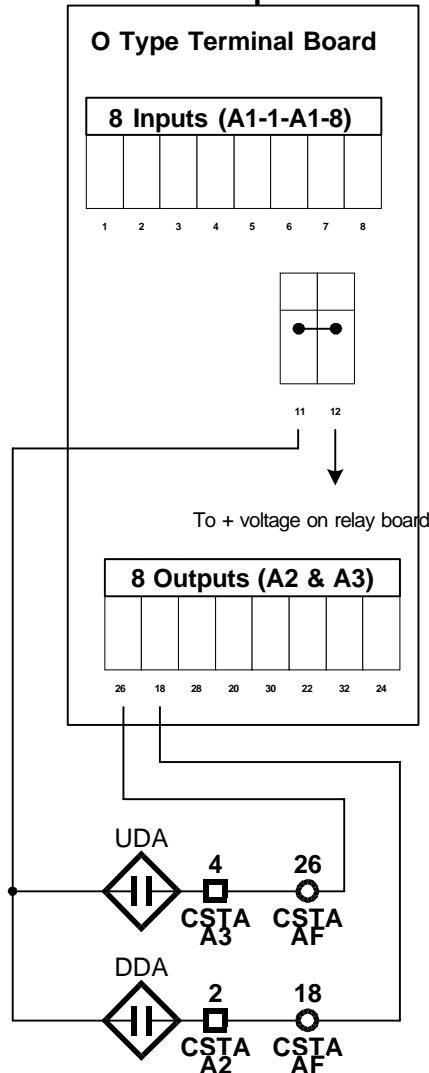 O Type Terminal Board
8 Inputs (A1-1-A1-8)
1 2 3 4 5 6 7 8
11 12
To + voltage on relay board
8 Outputs (A2 & A3)
26 18 28 20 30 22 32 24
UDA
4 26
CSTA CSTA
A3 AF
DDA
2 18
CSTA CSTA
A2 AF